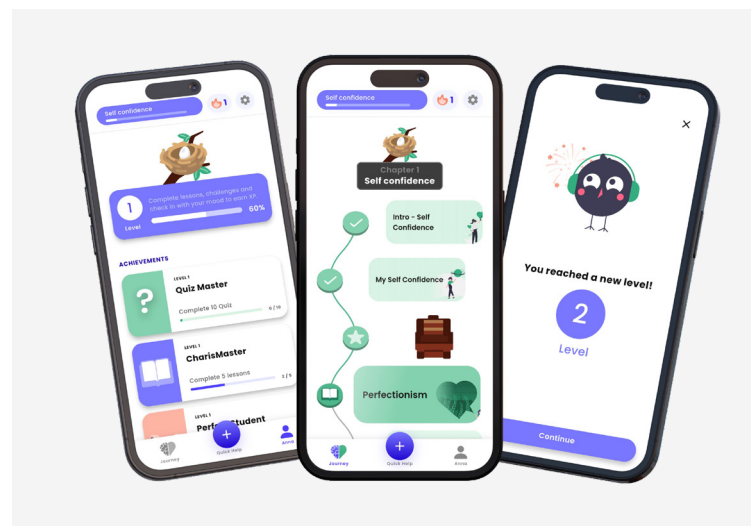 Self confidence
1
1
Level
Complete lessons, challenges and
check in with your mood to earn XP
60%
ACHIEVEMENTS
LEVEL 1
Quiz Master
Complete 10 Quiz
LEVEL 1
CharisMaster
Complete 5 lessons
LEVEL 1
Student
Journey
+
Quick Help
Anna
Self confidence
1
Chapter 1
Self confidence
Intro - Self
Confidence
My Self Confidence
Perfectionism
Journey
+
Quick Help
Anna
You reached a new level!
2
Level
Continue